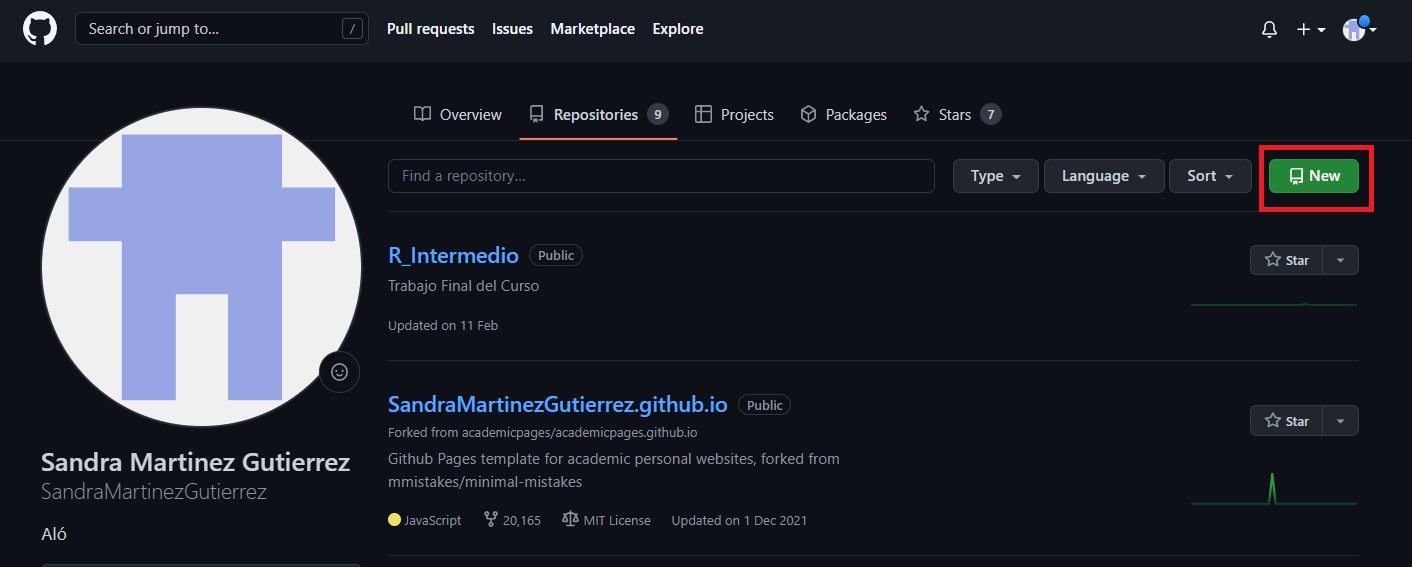 Search or jump to... / Pull requests Issues Marketplace Explore
Overview Repositories 9 Projects Packages Stars 7
Find a repository... Type Language Sort New
R_Intermedio Public
Star
Trabajo Final del Curso
Updated on 11 Feb
SandraMartinezGutierrez.github.io Public
Star
Forked from academicpages/academicpages.github.io
Github Pages template for academic personal websites, forked from
mmistakes/minimal-mistakes
JavaScript 20,165 MIT License Updated on 1 Dec 2021
Sandra Martinez Gutierrez
SandraMartinezGutierrez
Aló